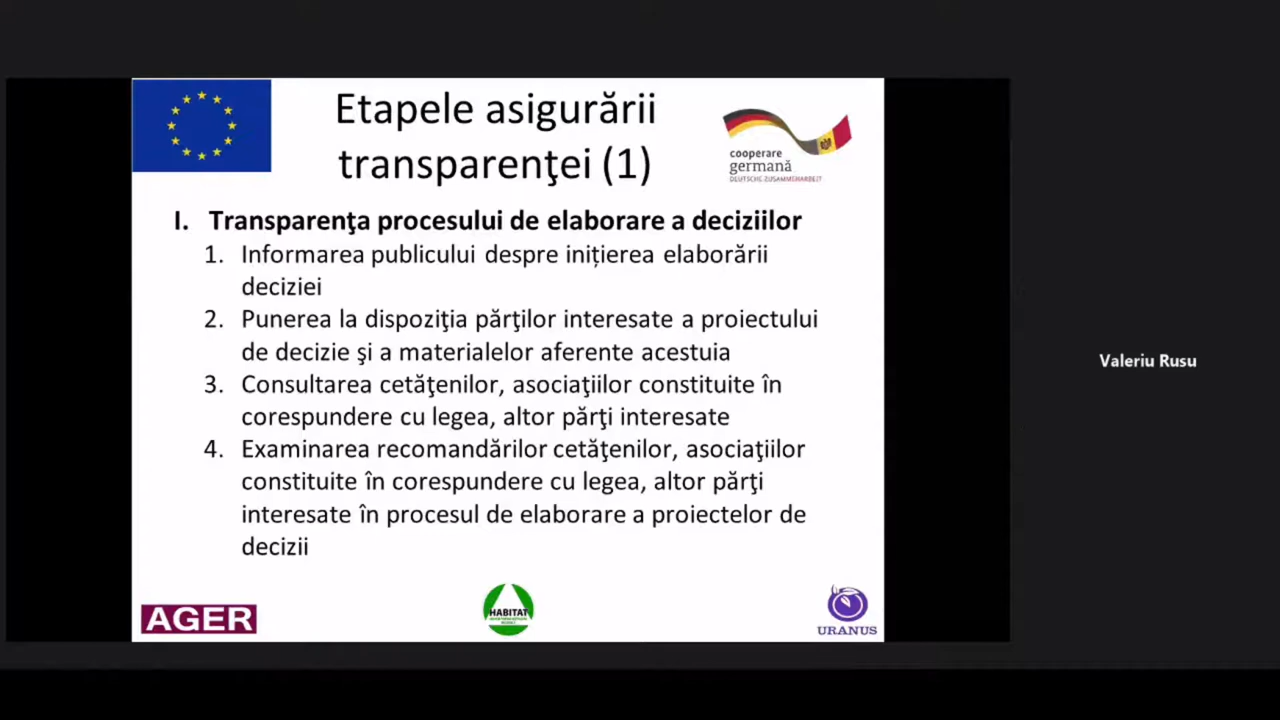 Etapele asigurării
transparenţei (1)
cooperare
germană
DEUTSCHE ZUSAMMENARBEIT
I. Transparenţa procesului de elaborare a deciziilor
1. Informarea publicului despre inițierea elaborării
deciziei
2. Punerea la dispoziţia părţilor interesate a proiectului
de decizie şi a materialelor aferente acestuia
3. Consultarea cetăţenilor, asociaţiilor constituite în
corespundere cu legea, altor părţi interesate
4. Examinarea recomandărilor cetăţenilor, asociaţiilor
constituite în corespundere cu legea, altor părţi
interesate în procesul de elaborare a proiectelor de
decizii
Valeriu Rusu
AGER
HABITAT
URANUS